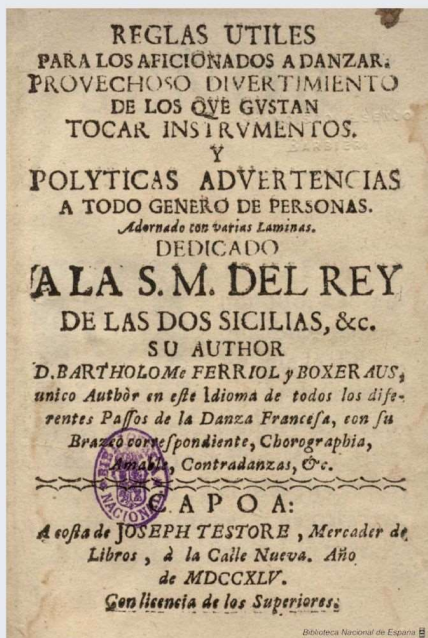 REGLAS UTILES
PARA LOS AFICIONADOS A DANZAR:
PROVECHOSO DIVERTIMIENTO
DE LOS QVE GVSTAN
TOCAR INSTRVMENTOS.
Y
POLYTICAS ADVERTENCIAS
A TODO GENERO DE PERSONAS.
Adornado con varias Laminas.
DEDICADO
A LA S. M. DEL REY
DE LAS DOS SICILIAS, &c.
SU AUTHOR
D. BARTHOLOMe FERRIOL y BOXERAUS,
unico Authòr en este Idioma de todos los dife-
rentes Passos de la Danza Francesa, con su
Brazeo correspondiente, Chorographia,
Amable, Contradanzas, &c.
CAPOA:
A costa de JOSEPH TESTORE, Mercader de
Libros, à la Calle Nueva. Año
de MDCCXLV.
Con licencia de los Superiores.
Biblioteca Nacional de España